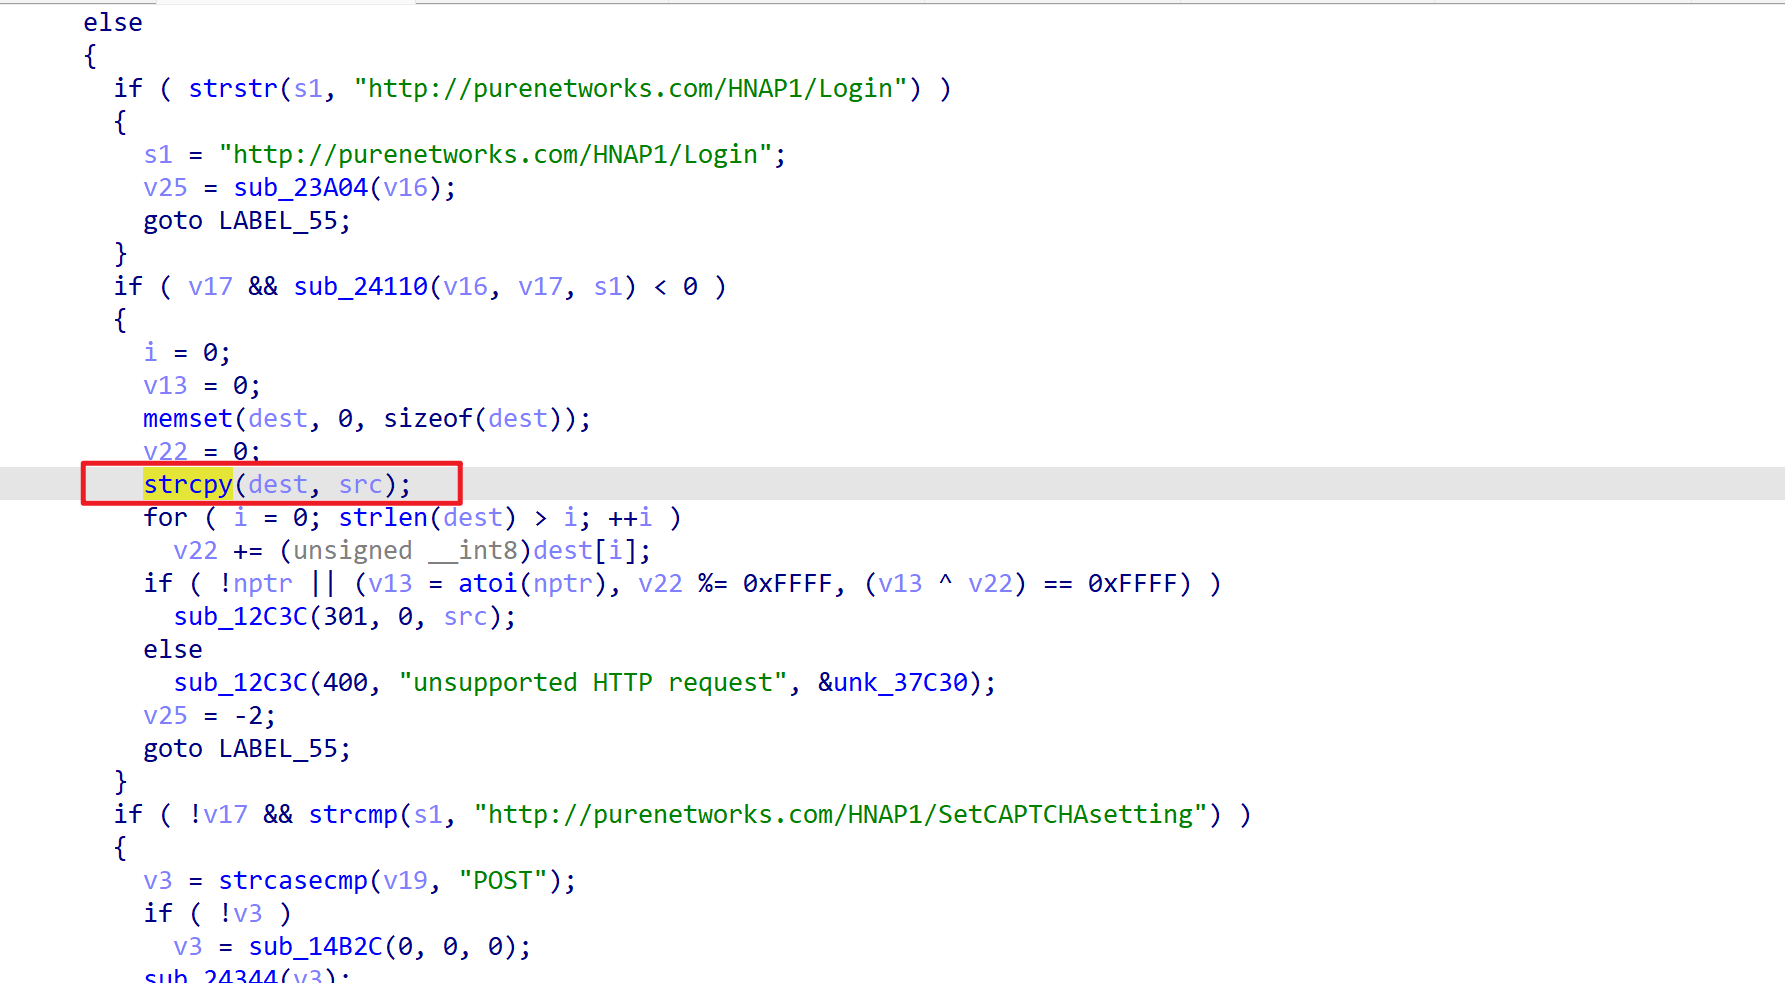 else
{
if ( strstr(s1, "http://purenetworks.com/HNAP1/Login") )
{
s1 = "http://purenetworks.com/HNAP1/Login";
v25 = sub_23A04(v16);
goto LABEL_55;
}
if ( v17 && sub_24110(v16, v17, s1) < 0 )
{
i = 0;
v13 = 0;
memset(dest, 0, sizeof(dest));
v22 = 0;
strcpy(dest, src);
for ( i = 0; strlen(dest) > i; ++i )
v22 += (unsigned __int8)dest[i];
if ( !nptr || (v13 = atoi(nptr), v22 %= 0xFFFF, (v13 ^ v22) == 0xFFFF) )
sub_12C3C(301, 0, src);
else
sub_12C3C(400, "unsupported HTTP request", &unk_37C30);
v25 = -2;
goto LABEL_55;
}
if ( !v17 && strcmp(s1, "http://purenetworks.com/HNAP1/SetCAPTCHAsetting") )
{
v3 = strcasecmp(v19, "POST");
if ( !v3 )
v3 = sub_14B2C(0, 0, 0);
sub_24344(v3);